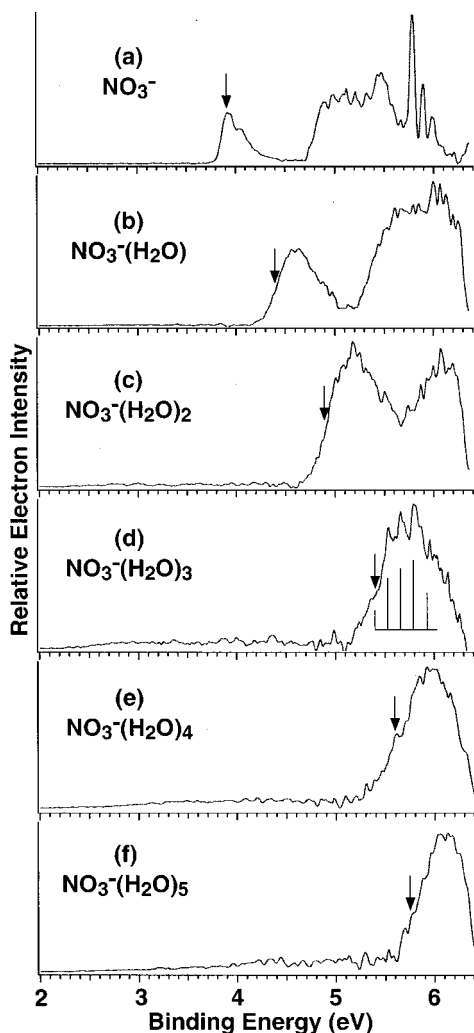 (a)
NO₃⁻
(b)
NO₃⁻(H₂O)
(c)
NO₃⁻(H₂O)₂
(d)
NO₃⁻(H₂O)₃
(e)
NO₃⁻(H₂O)₄
(f)
NO₃⁻(H₂O)₅
Relative Electron Intensity
2 3 4 5 6
Binding Energy (eV)